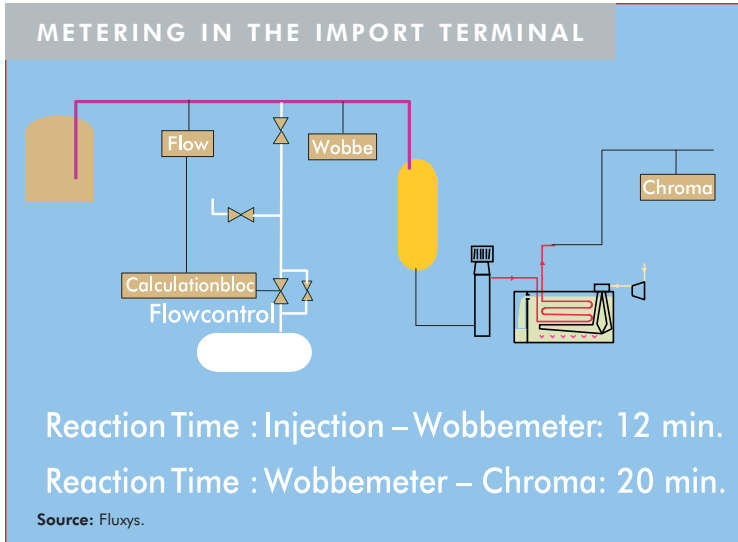 METERING IN THE IMPORT TERMINAL
Flow
Wobbe
Chroma
Calculationbloc
Flowcontrol
Reaction Time : Injection – Wobbemeter: 12 min.
Reaction Time : Wobbemeter – Chroma: 20 min.
Source: Fluxys.